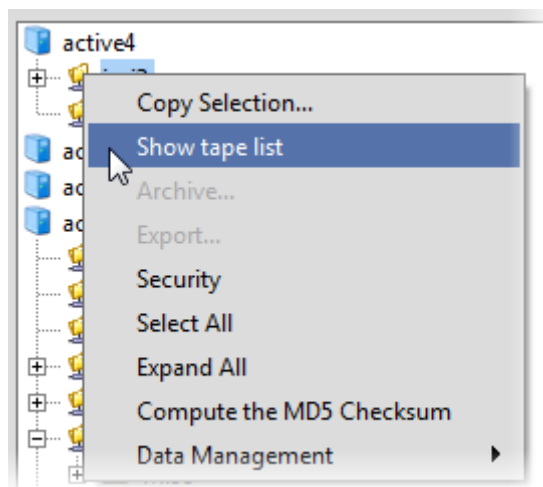 active4
Copy Selection...
Show tape list
Archive...
Export...
Security
Select All
Expand All
Compute the MD5 Checksum
Data Management